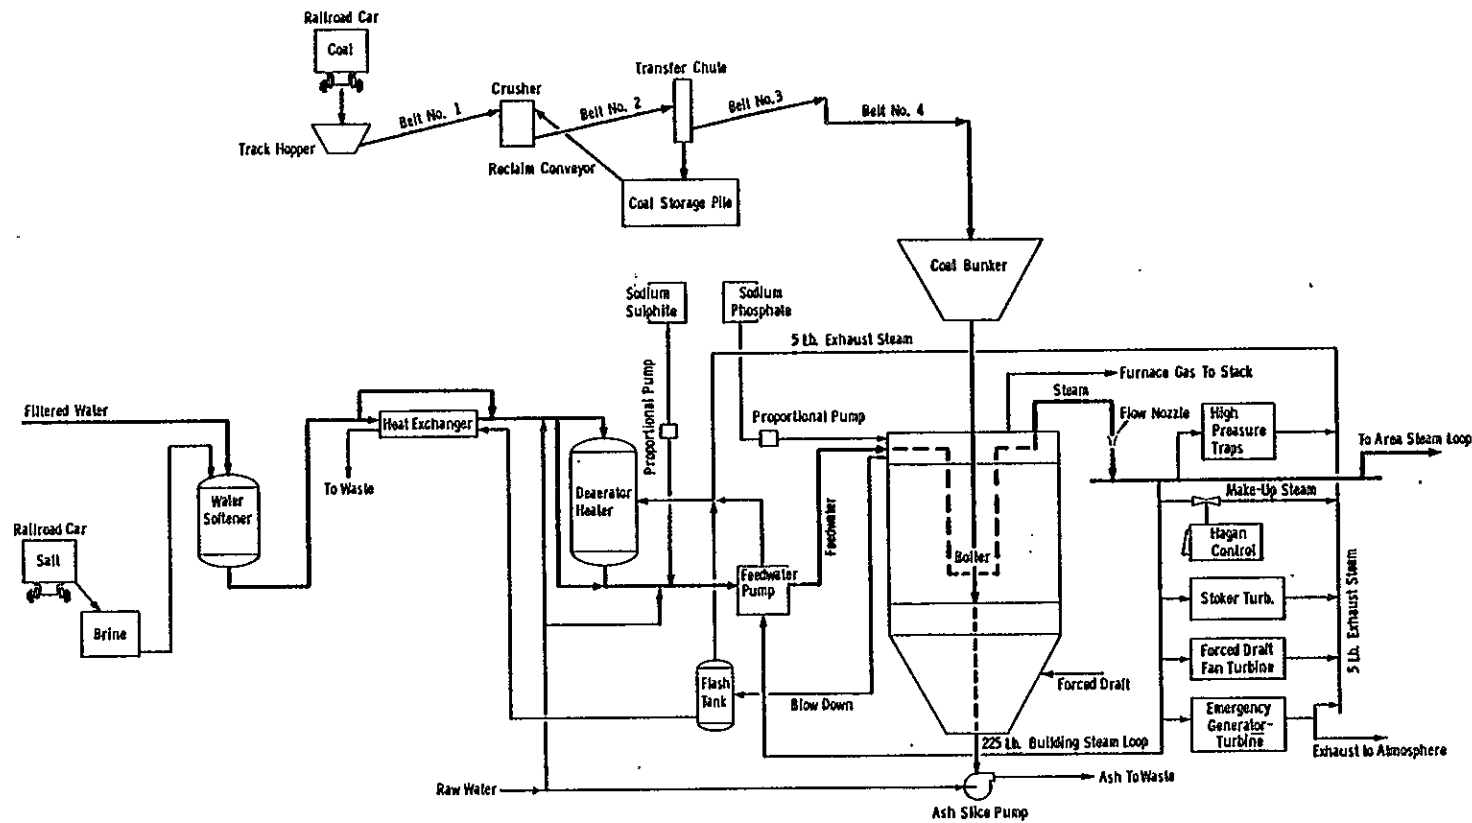 Railroad Car
Coal
Track Hopper
Belt No. 1
Crusher
Belt No. 2
Reclaim Conveyor
Transfer Chute
Belt No.3
Belt No. 4
Coal Storage Pile
Coal Bunker
Sodium
Sulphite
Sodium
Phosphate
5 Lb. Exhaust Steam
Furnace Gas To Stack
Steam
Flow Nozzle
High
Pressure
Traps
To Area Steam Loop
Filtered Water
Heat Exchanger
To Waste
Proportional Pump
Proportional Pump
Water
Softener
Deaerator
Heater
Feedwater
Make-Up Steam
Hagan
Control
Boiler
Railroad Car
Salt
Brine
Feedwater
Pump
Stoker Turb.
5 Lb. Exhaust Steam
Forced Draft
Fan Turbine
Flash
Tank
Blow Down
Forced Draft
Emergency
Generator-
Turbine
225 Lb. Building Steam Loop
Exhaust to Atmosphere
Raw Water
Ash To Waste
Ash Slice Pump